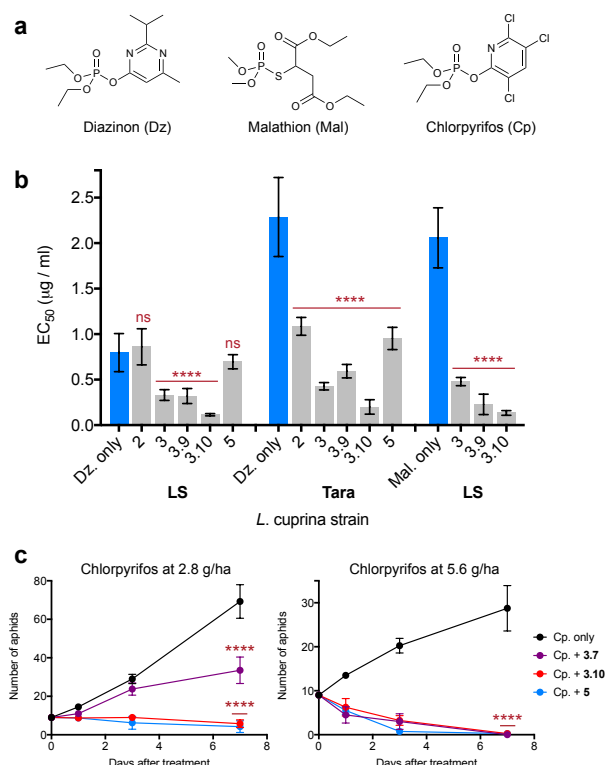 a
N
N
O
P
O
O
O
O
O
O
P
S
O
O
O
O
O
Cl
Cl
N
O
P
O
O
O
Cl
Diazinon (Dz)
Malathion (Mal)
Chlorpyrifos (Cp)
b
EC50 (µg / ml)
2.5
2.0
1.5
1.0
0.5
0.0
ns
****
ns
****
****
Dz. only
2
3
3.9
3.10
5
Dz. only
2
3
3.9
3.10
5
Mal. only
3
3.9
3.10
LS
Tara
LS
L. cuprina strain
c
Chlorpyrifos at 2.8 g/ha
Number of aphids
80
60
40
20
0
0
2
4
6
8
****
****
Days after treatment
Chlorpyrifos at 5.6 g/ha
Number of aphids
30
20
10
0
0
2
4
6
8
****
Days after treatment
Cp. only
Cp. + 3.7
Cp. + 3.10
Cp. + 5